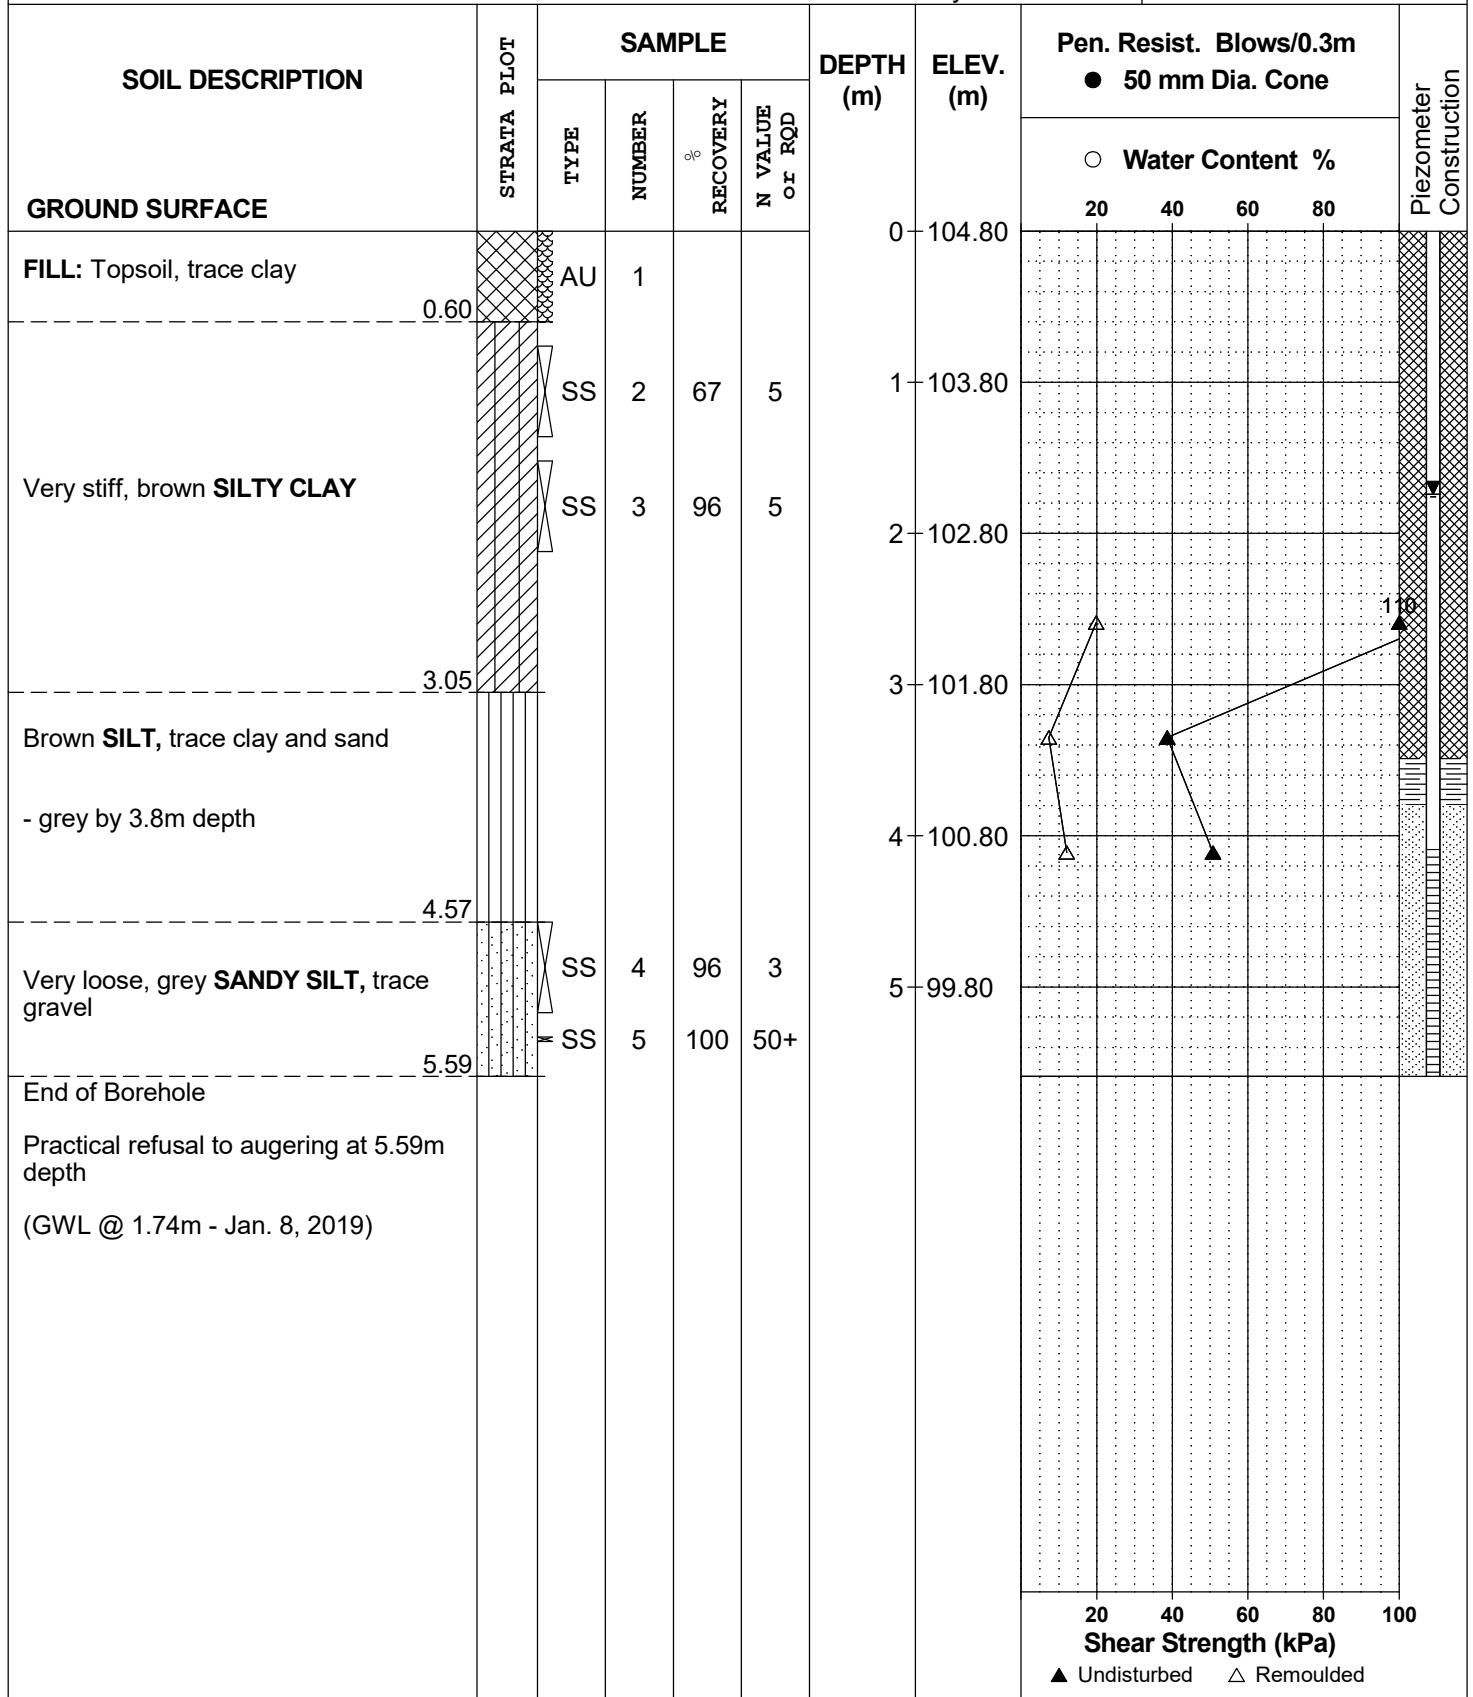 SOIL DESCRIPTION
GROUND SURFACE
STRATA PLOT
SAMPLE
TYPE
NUMBER
%
RECOVERY
N VALUE
or RQD
DEPTH
(m)
ELEV.
(m)
Pen. Resist. Blows/0.3m
● 50 mm Dia. Cone
○ Water Content %
20 40 60 80
Piezometer
Construction
0 104.80
FILL: Topsoil, trace clay
0.60
AU 1
SS 2 67 5
1 103.80
Very stiff, brown SILTY CLAY
SS 3 96 5
2 102.80
110
3.05
3 101.80
Brown SILT, trace clay and sand
- grey by 3.8m depth
4 100.80
4.57
Very loose, grey SANDY SILT, trace
gravel
SS 4 96 3
5 99.80
SS 5 100 50+
5.59
End of Borehole
Practical refusal to augering at 5.59m
depth
(GWL @ 1.74m - Jan. 8, 2019)
20 40 60 80 100
Shear Strength (kPa)
▲ Undisturbed △ Remoulded